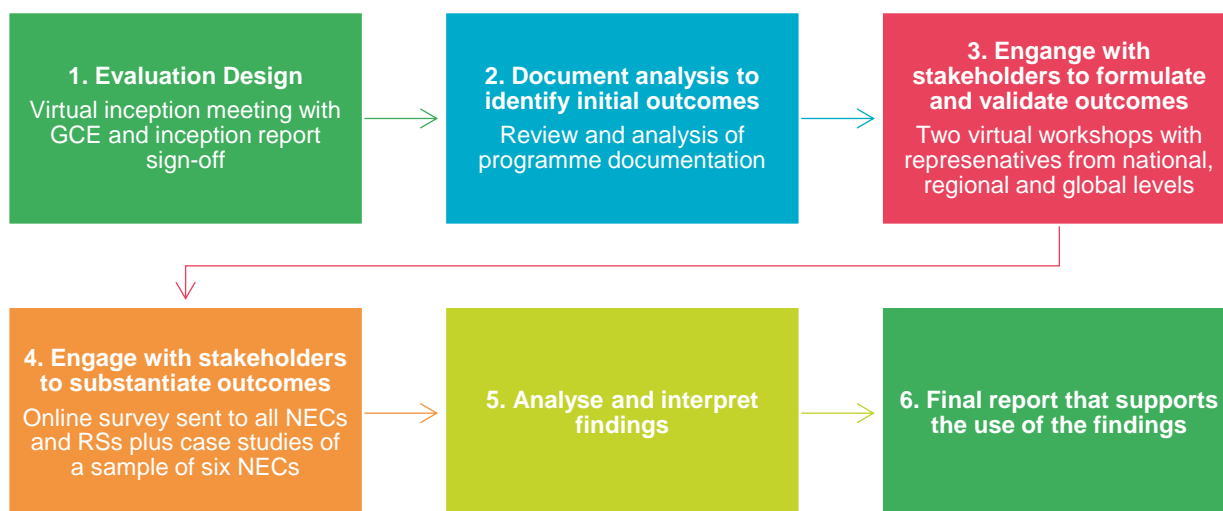 1. Evaluation Design
Virtual inception meeting with
GCE and inception report
sign-off
2. Document analysis to
identify initial outcomes
Review and analysis of
programme documentation
3. Engange with
stakeholders to formulate
and validate outcomes
Two virtual workshops with
represenatives from national,
regional and global levels
4. Engage with stakeholders
to substantiate outcomes
Online survey sent to all NECs
and RSs plus case studies of
a sample of six NECs
5. Analyse and interpret
findings
6. Final report that supports
the use of the findings